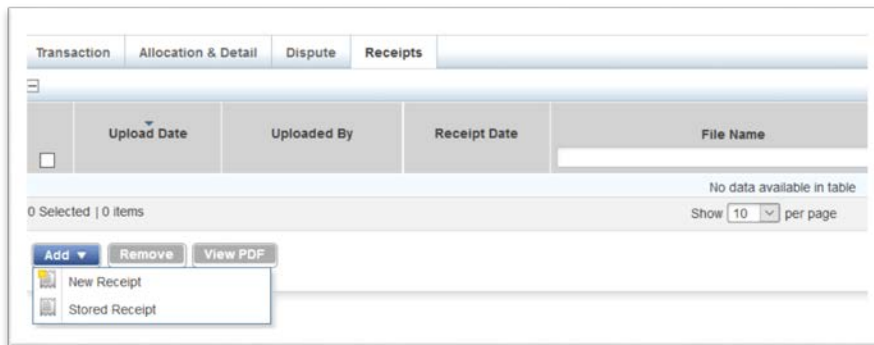 Transaction Allocation & Detail Dispute Receipts
Upload Date Uploaded By Receipt Date File Name
No data available in table
0 Selected | 0 items Show 10 per page
Add Remove View PDF
New Receipt
Stored Receipt